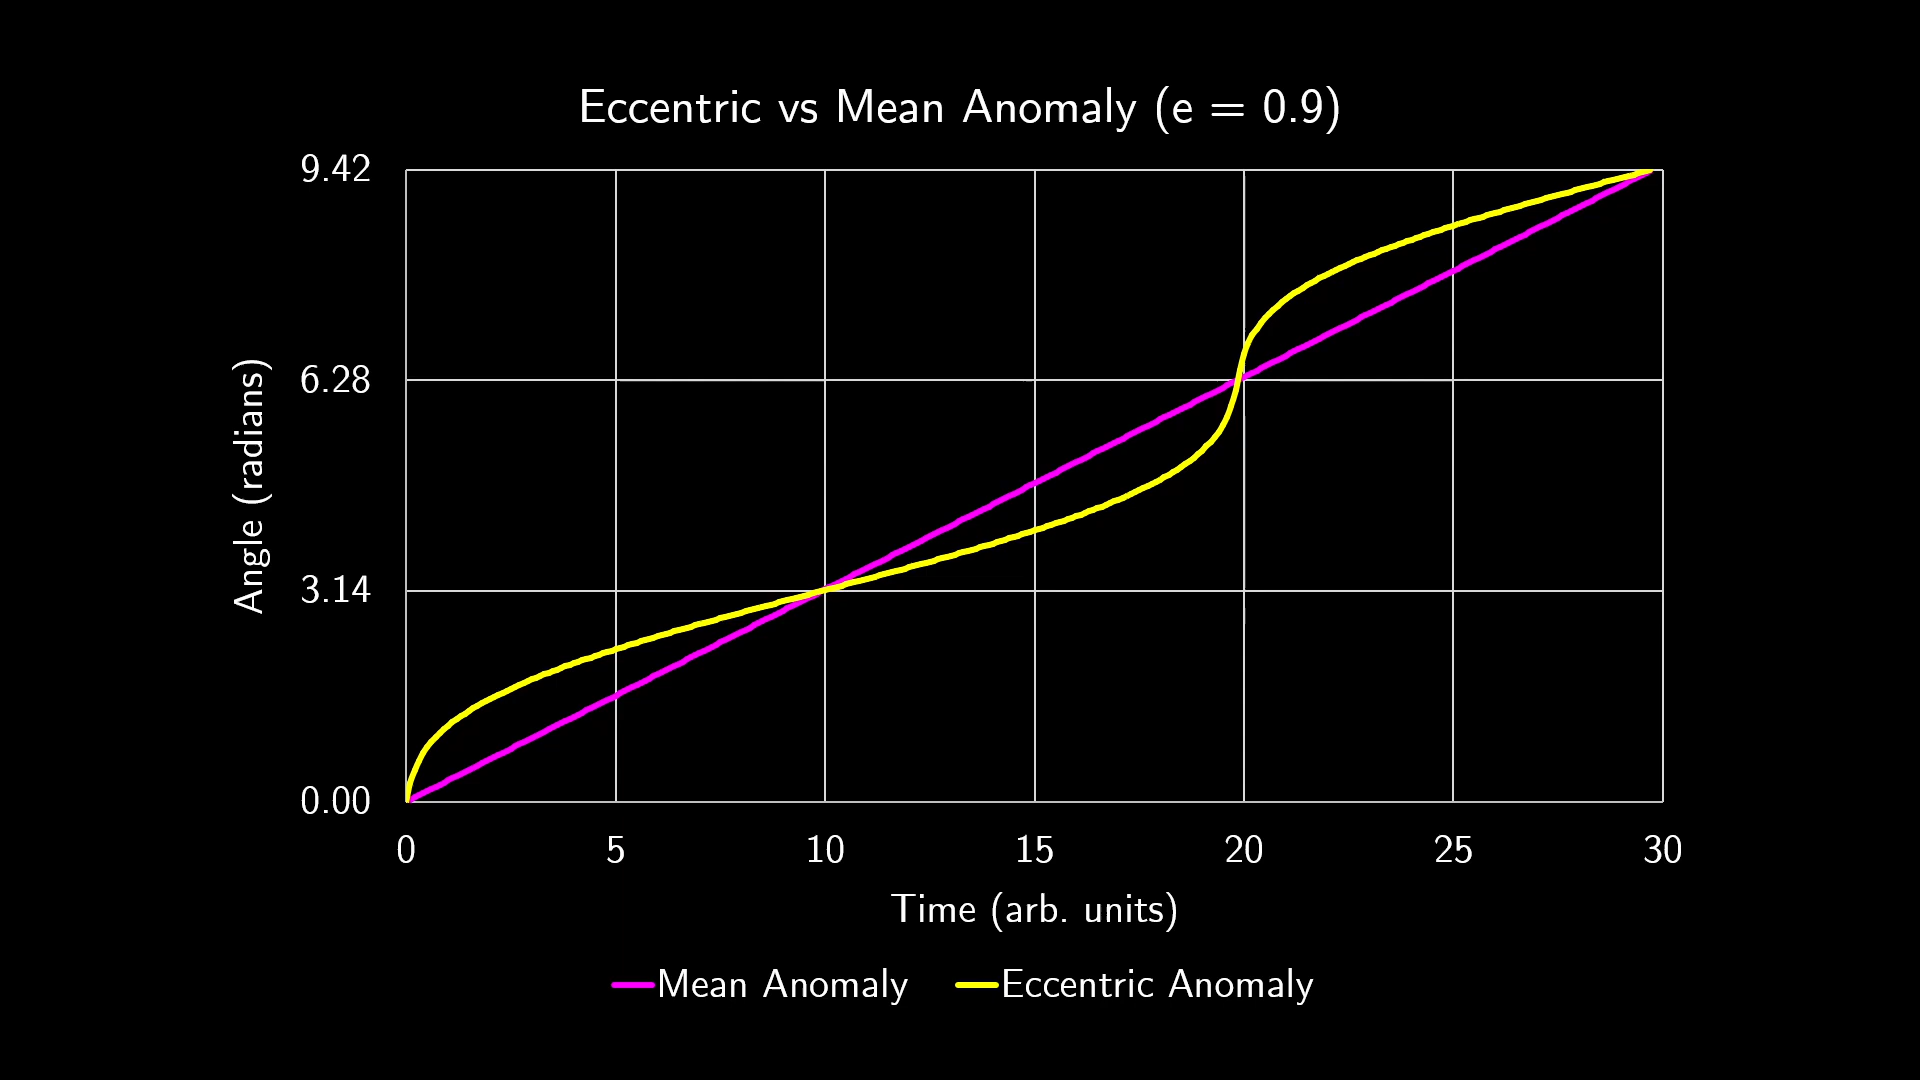 Eccentric vs Mean Anomaly (e = 0.9)
9.42
6.28
3.14
0.00
Angle (radians)
0 5 10 15 20 25 30
Time (arb. units)
Mean Anomaly Eccentric Anomaly